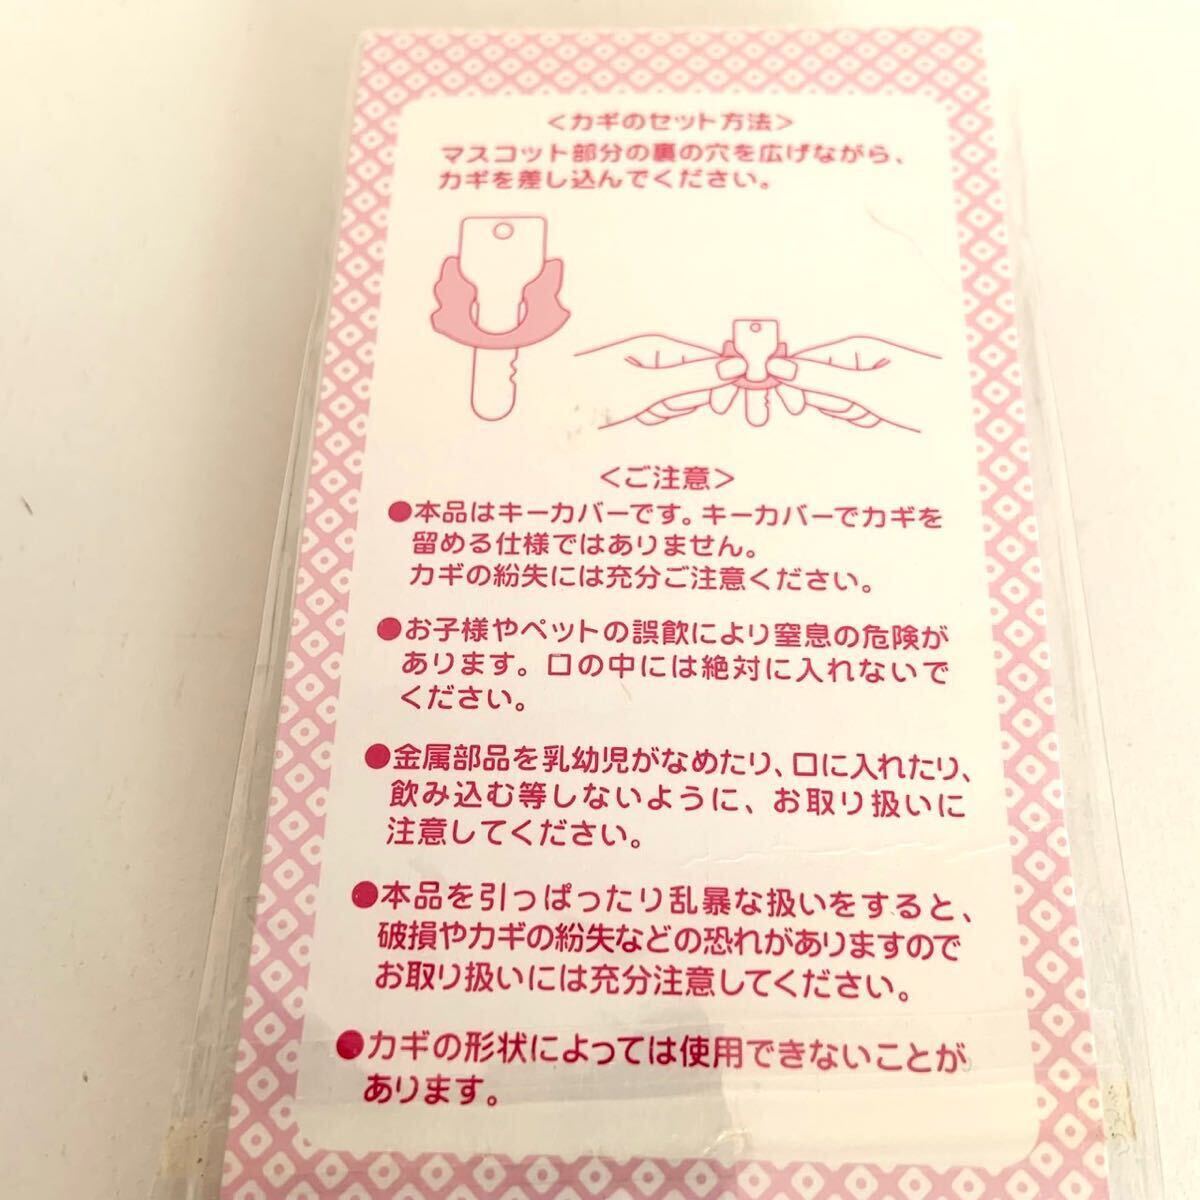 ＜カギのセット方法＞
マスコット部分の裏の穴を広げながら、
カギを差し込んでください。
＜ご注意＞
●本品はキーカバーです。キーカバーでカギを
留める仕様ではありません。
カギの紛失には充分ご注意ください。
●お子様やペットの誤飲により窒息の危険が
あります。口の中には絶対に入れないで
ください。
●金属部品を乳幼児がなめたり、口に入れたり、
飲み込む等しないように、お取り扱いに
注意してください。
●本品を引っぱったり乱暴な扱いをすると、
破損やカギの紛失などの恐れがありますので
お取り扱いには充分注意してください。
●カギの形状によっては使用できないことが
あります。